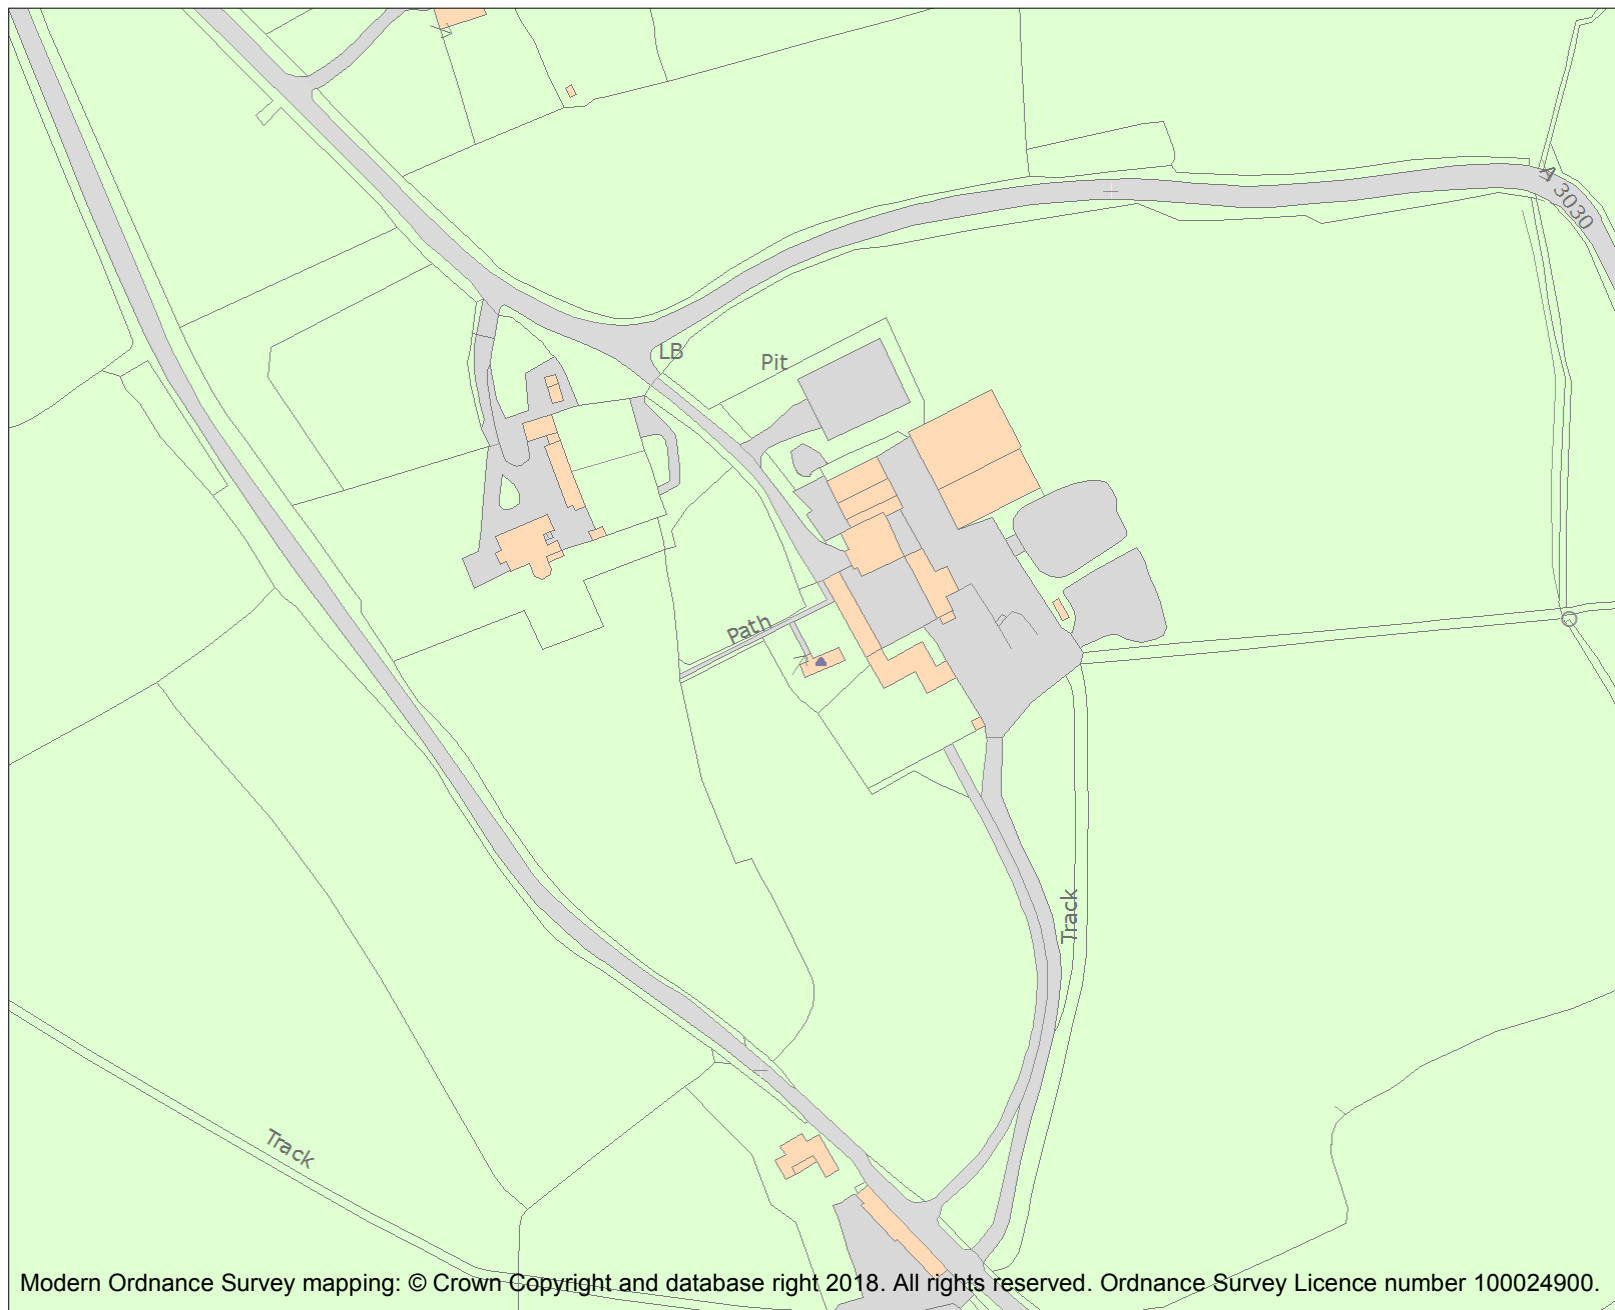 A 3030
LB
Pit
Path
Track
Track
Modern Ordnance Survey mapping: © Crown Copyright and database right 2018. All rights reserved. Ordnance Survey Licence number 100024900.